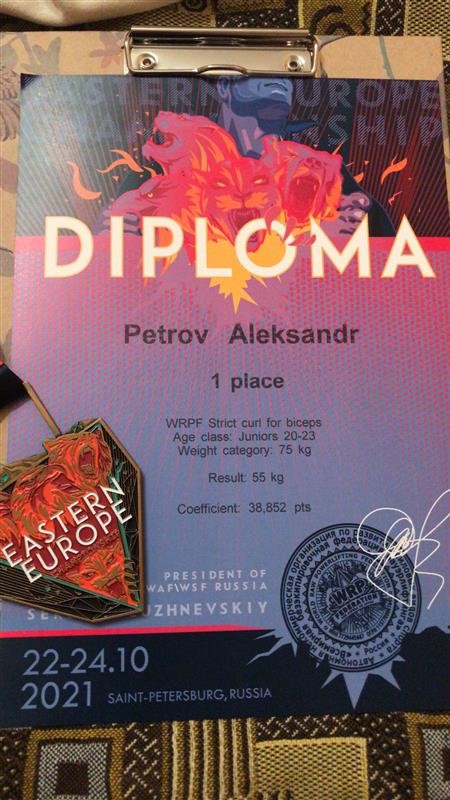 EASTERN EUROPE
DIPLOMA
Petrov Aleksandr
1 place
WRPF Strict curl for biceps
Age class: Juniors 20-23
Weight category: 75 kg
Result: 55 kg
Coefficient: 38,852 pts
EASTERN
EUROPE
PRESIDENT OF
WAF\WSF RUSSIA
22-24.10
2021 SAINT-PETERSBURG, RUSSIA
WRPF
FEDERATION